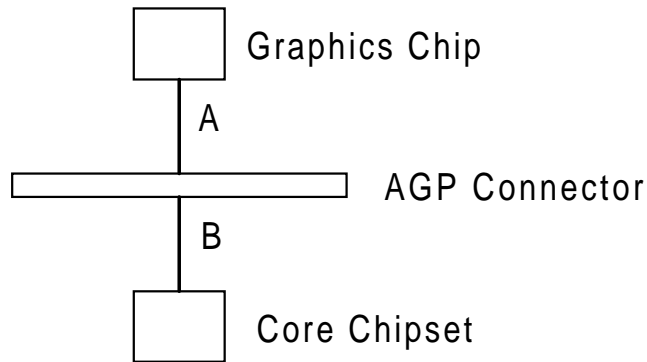 Graphics Chip
A
AGP Connector
B
Core Chipset